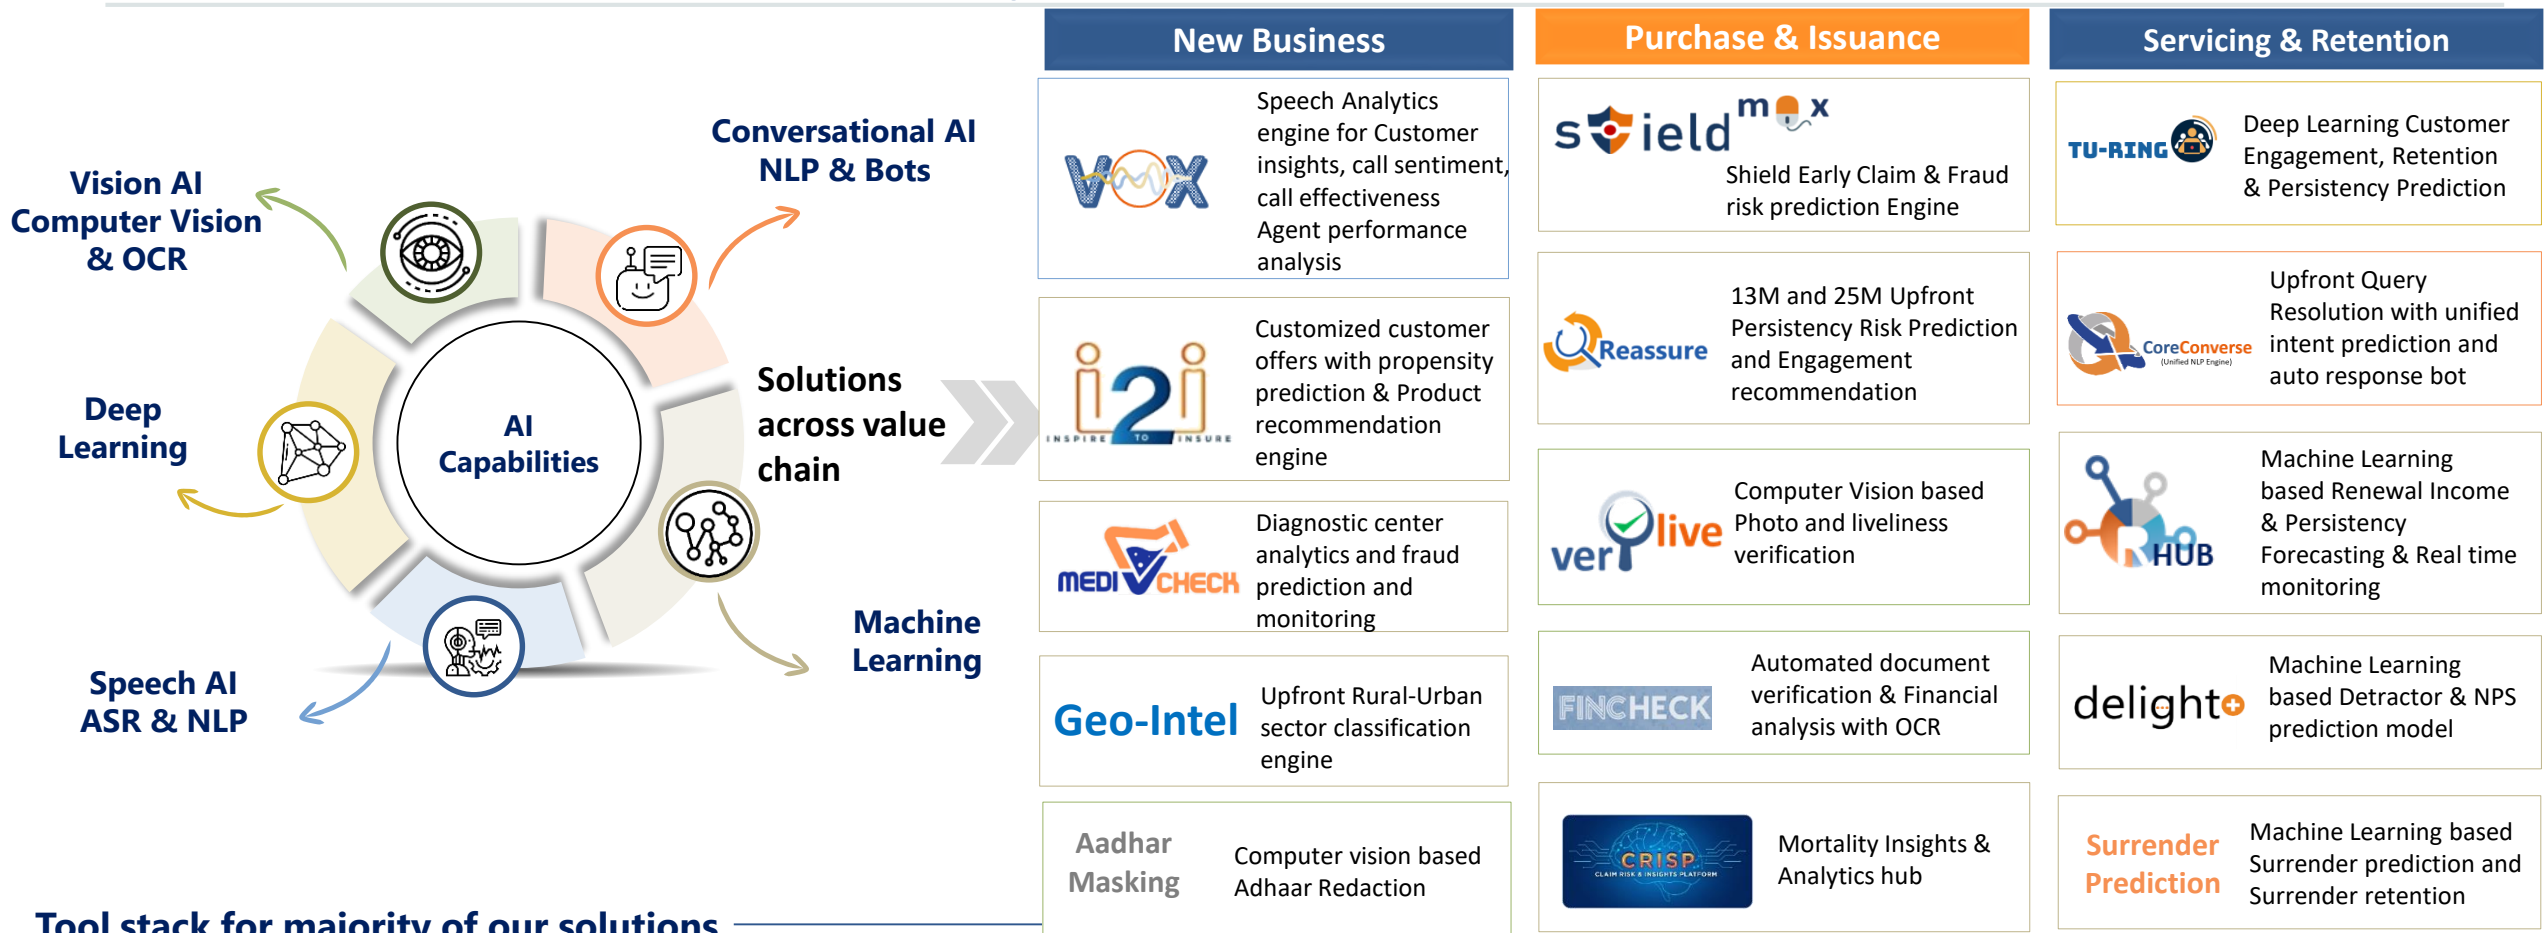 Vision AI
Computer Vision
& OCR
Conversational AI
NLP & Bots
Deep
Learning
AI
Capabilities
Speech AI
ASR & NLP
Machine
Learning
Solutions
across value
chain
New Business
VOX
Speech Analytics
engine for Customer
insights, call sentiment,
call effectiveness
Agent performance
analysis
i2i
INSPIRE TO INSURE
Customized customer
offers with propensity
prediction & Product
recommendation
engine
MEDI CHECK
Diagnostic center
analytics and fraud
prediction and
monitoring
Geo-Intel
Upfront Rural-Urban
sector classification
engine
Aadhar
Masking
Computer vision based
Adhaar Redaction
Purchase & Issuance
shield max
Shield Early Claim & Fraud
risk prediction Engine
Reassure
13M and 25M Upfront
Persistency Risk Prediction
and Engagement
recommendation
verylive
Computer Vision based
Photo and liveliness
verification
FINCHECK
Automated document
verification & Financial
analysis with OCR
CRISP
CLAIM RISK & INSIGHTS PLATFORM
Mortality Insights &
Analytics hub
Servicing & Retention
TU-RING
Deep Learning Customer
Engagement, Retention
& Persistency Prediction
CoreConverse
(Unified NLP Engine)
Upfront Query
Resolution with unified
intent prediction and
auto response bot
RHUB
Machine Learning
based Renewal Income
& Persistency
Forecasting & Real time
monitoring
delight+
Machine Learning
based Detractor & NPS
prediction model
Surrender
Prediction
Machine Learning based
Surrender prediction and
Surrender retention
Tool stack for majority of our solutions